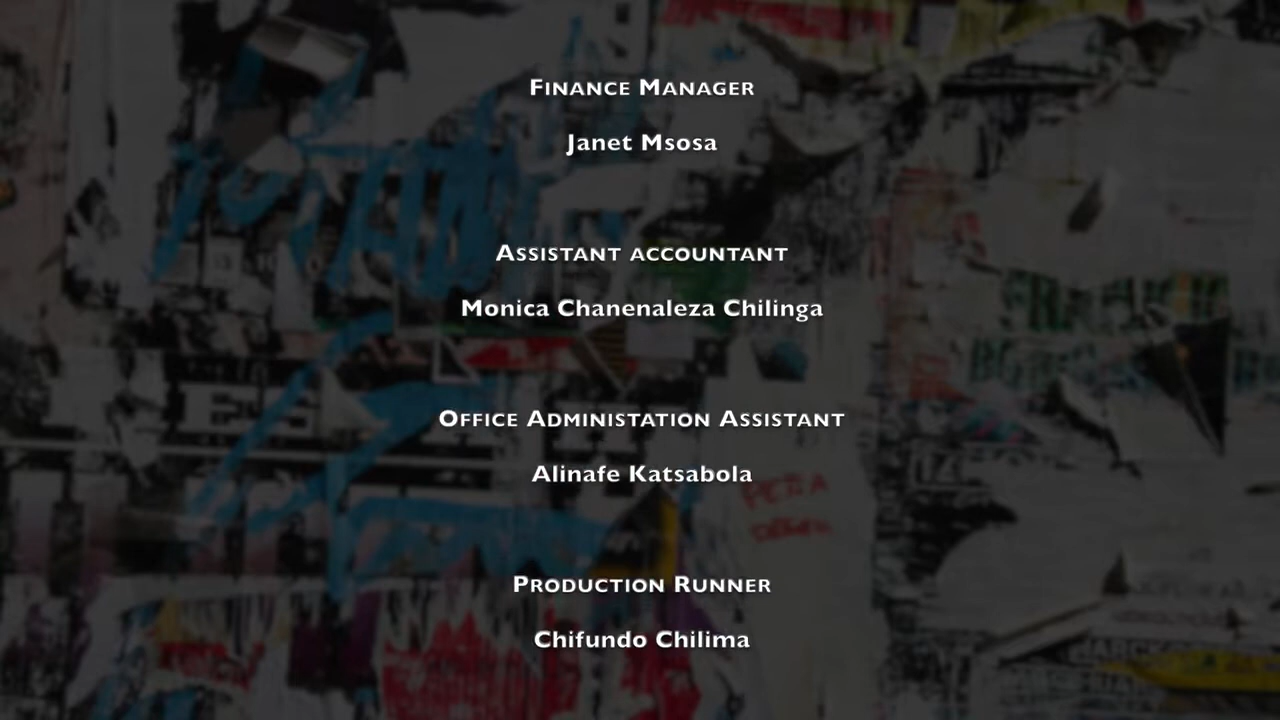 Finance Manager
Janet Msosa
Assistant accountant
Monica Chanenaleza Chilinga
Office Administation Assistant
Alinafe Katsabola
Production Runner
Chifundo Chilima